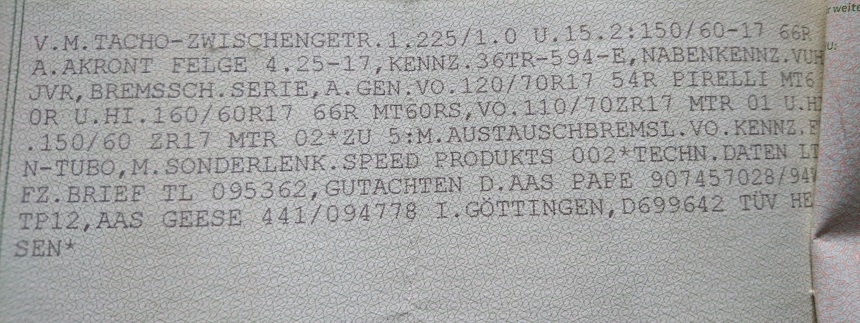 weite
U:
V.M.TACHO-ZWISCHENGETR.1.225/1.0 U.15.2:150/60-17 66R
A.AKRONT FELGE 4.25-17,KENNZ.36TR-594-E,NABENKENNZ.VUH
JVR,BREMSSCH.SERIE,A.GEN.VO.120/70R17 54R PIRELLI MT6
0R U.HI.160/60R17 66R MT60RS,VO.110/70ZR17 MTR 01 U.HI
.150/60 ZR17 MTR 02*ZU 5:M.AUSTAUSCHBREMSL.VO.KENNZ.F
N-TUBO,M.SONDERLENK.SPEED PRODUKTS 002*TECHN.DATEN LT
FZ.BRIEF TL 095362,GUTACHTEN D.AAS PAPE 907457028/94V
TP12,AAS GEESE 441/094778 I.GÖTTINGEN,D699642 TÜV HE
SEN*